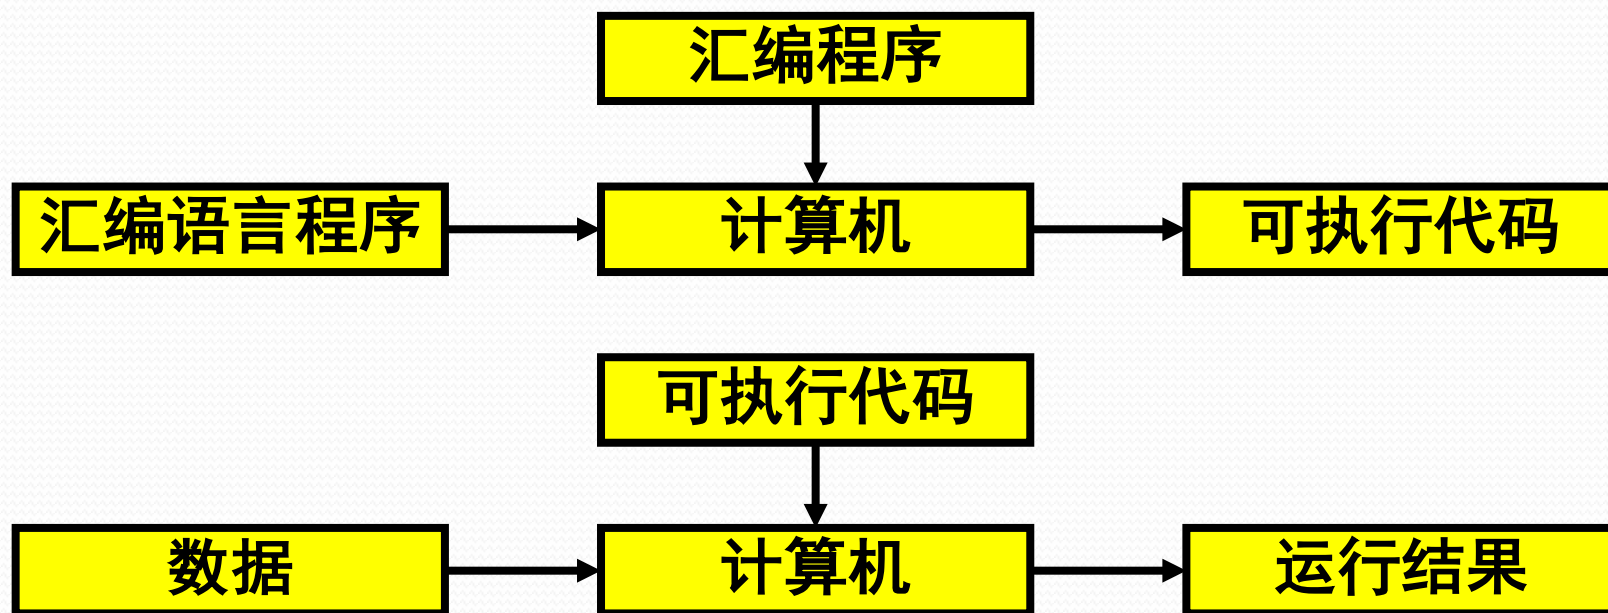 汇编程序
汇编语言程序
计算机
可执行代码
可执行代码
数据
计算机
运行结果